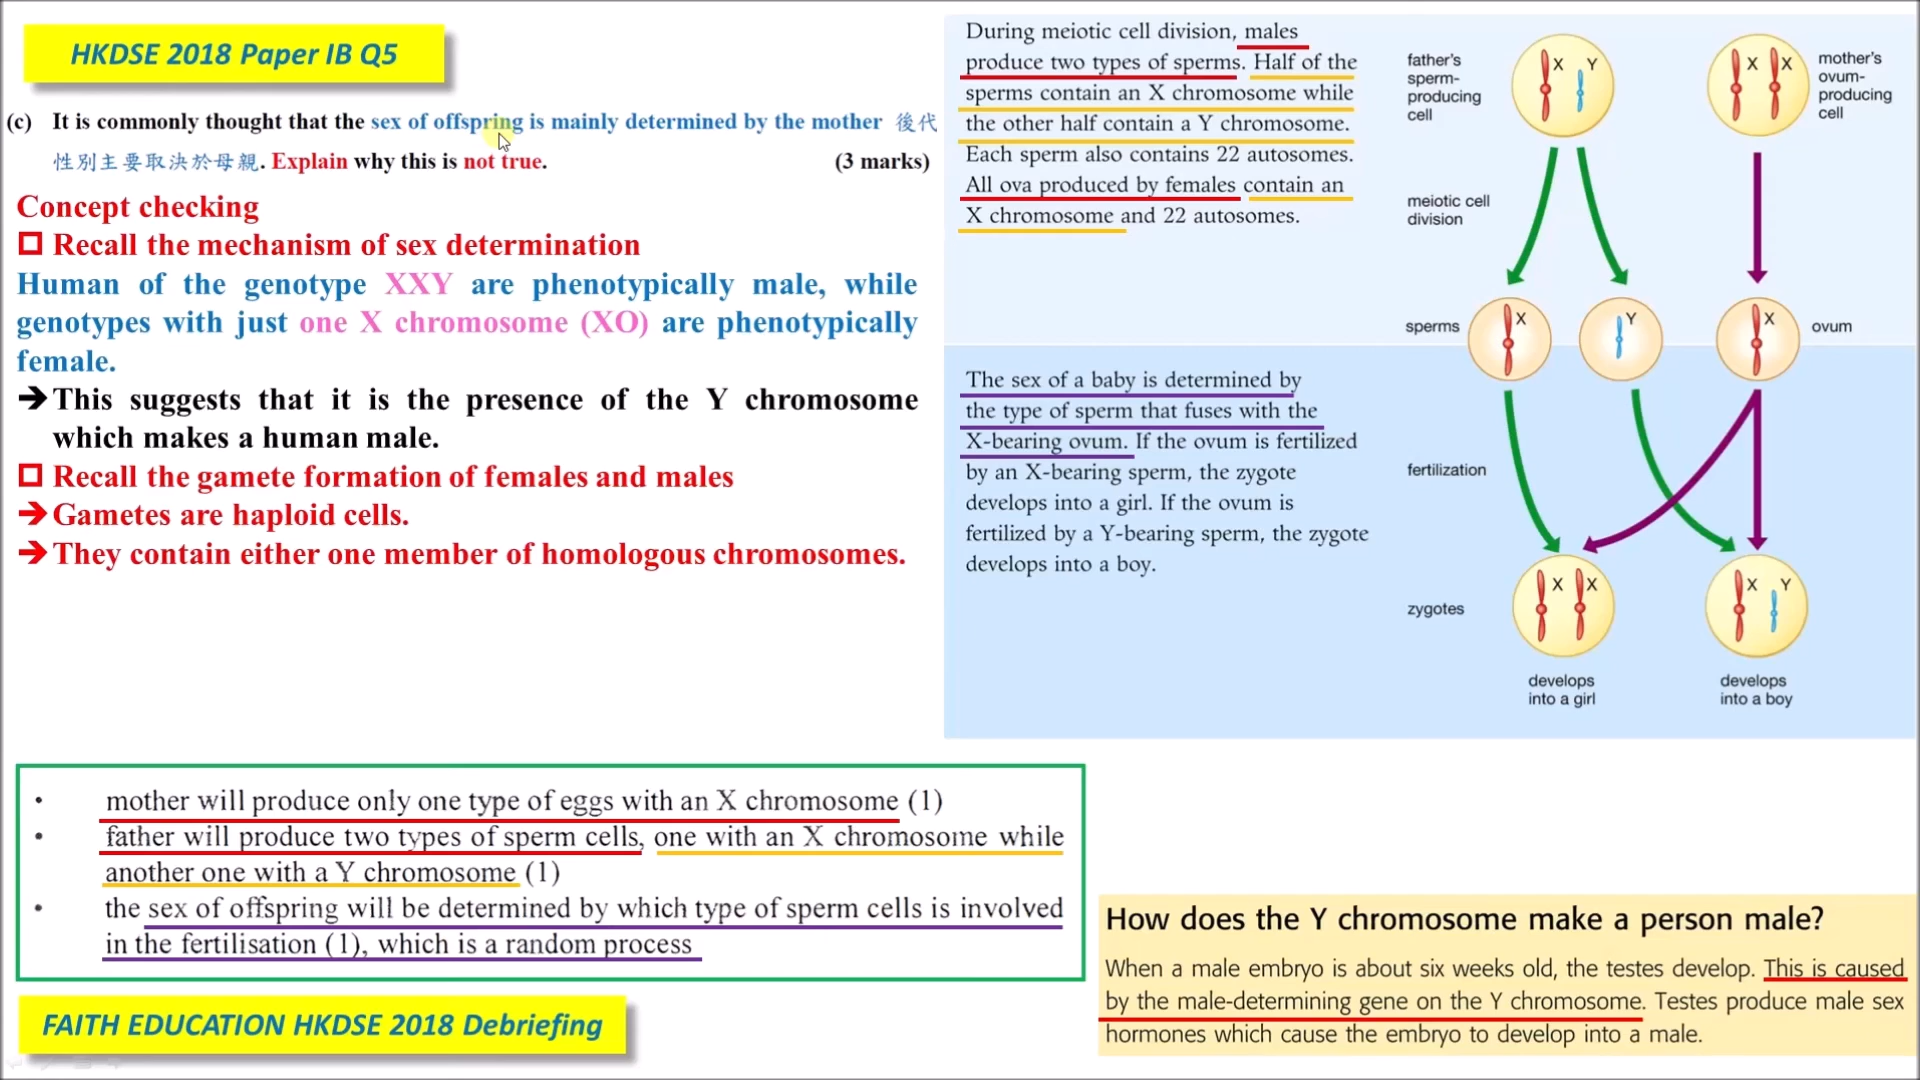 HKDSE 2018 Paper IB Q5
(c) It is commonly thought that the sex of offspring is mainly determined by the mother 後代
性別主要取決於母親. Explain why this is not true. (3 marks)
Concept checking
Recall the mechanism of sex determination
Human of the genotype XXY are phenotypically male, while
genotypes with just one X chromosome (XO) are phenotypically
female.
➔This suggests that it is the presence of the Y chromosome
which makes a human male.
Recall the gamete formation of females and males
➔Gametes are haploid cells.
➔They contain either one member of homologous chromosomes.
• mother will produce only one type of eggs with an X chromosome (1)
• father will produce two types of sperm cells, one with an X chromosome while
another one with a Y chromosome (1)
• the sex of offspring will be determined by which type of sperm cells is involved
in the fertilisation (1), which is a random process
FAITH EDUCATION HKDSE 2018 Debriefing
During meiotic cell division, males
produce two types of sperms. Half of the
sperms contain an X chromosome while
the other half contain a Y chromosome.
Each sperm also contains 22 autosomes.
All ova produced by females contain an
X chromosome and 22 autosomes.
The sex of a baby is determined by
the type of sperm that fuses with the
X-bearing ovum. If the ovum is fertilized
by an X-bearing sperm, the zygote
develops into a girl. If the ovum is
fertilized by a Y-bearing sperm, the zygote
develops into a boy.
father's
sperm-
producing
cell
X Y
X X
mother's
ovum-
producing
cell
meiotic cell
division
sperms
X
Y
X
ovum
fertilization
zygotes
X X
X Y
develops
into a girl
develops
into a boy
How does the Y chromosome make a person male?
When a male embryo is about six weeks old, the testes develop. This is caused
by the male-determining gene on the Y chromosome. Testes produce male sex
hormones which cause the embryo to develop into a male.